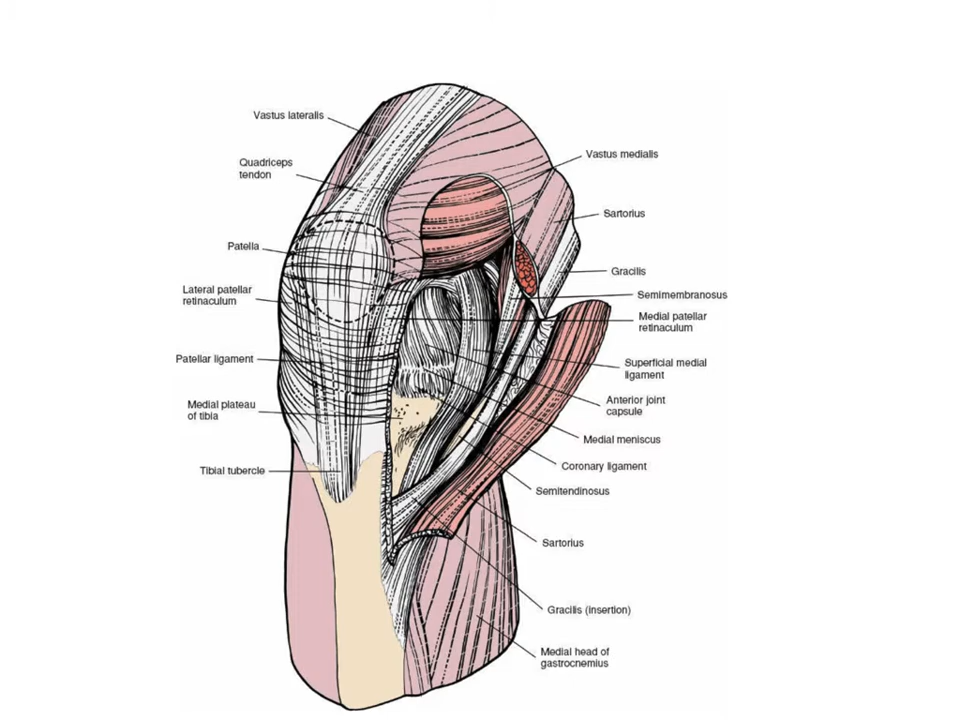 Vastus lateralis
Quadriceps
tendon
Patella
Lateral patellar
retinaculum
Patellar ligament
Medial plateau
of tibia
Tibial tubercle
Vastus medialis
Sartorius
Gracilis
Semimembranosus
Medial patellar
retinaculum
Superficial medial
ligament
Anterior joint
capsule
Medial meniscus
Coronary ligament
Semitendinosus
Sartorius
Gracilis (insertion)
Medial head of
gastrocnemius